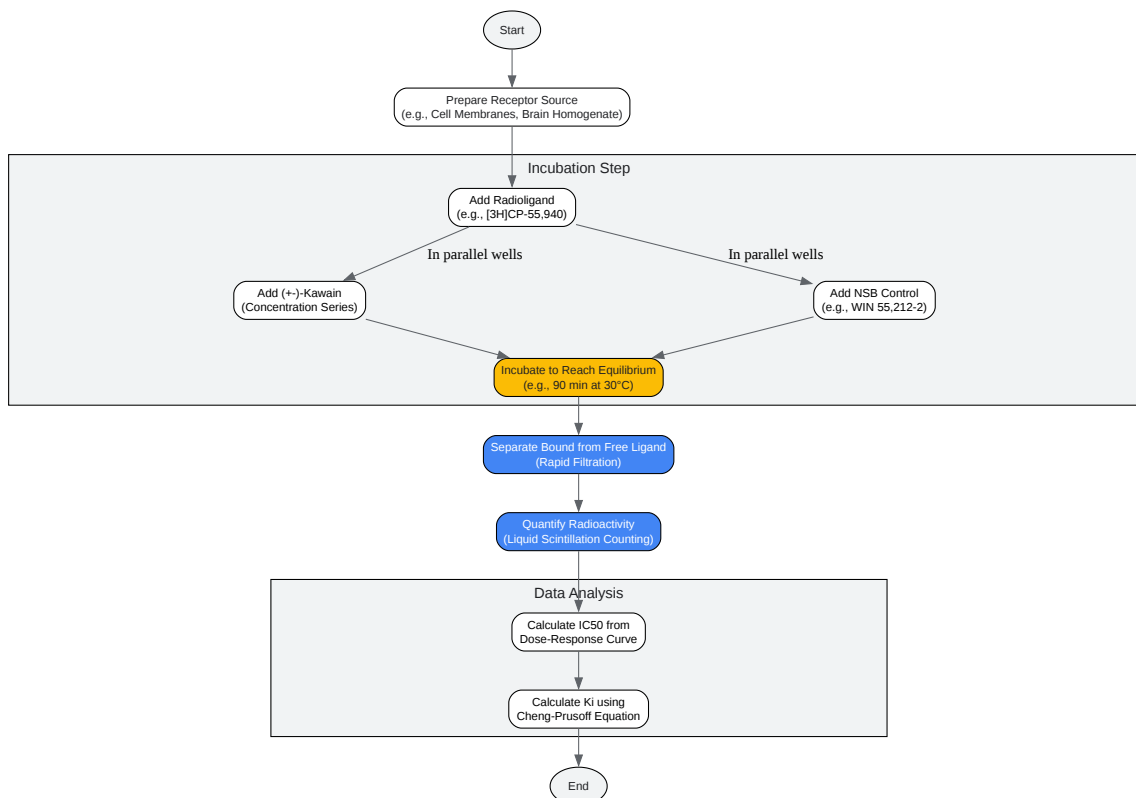 Start
Prepare Receptor Source
(e.g., Cell Membranes, Brain Homogenate)
Incubation Step
Add Radioligand
(e.g., [3H]CP-55,940)
In parallel wells
In parallel wells
Add (+-)-Kawain
(Concentration Series)
Add NSB Control
(e.g., WIN 55,212-2)
Incubate to Reach Equilibrium
(e.g., 90 min at 30°C)
Separate Bound from Free Ligand
(Rapid Filtration)
Quantify Radioactivity
(Liquid Scintillation Counting)
Data Analysis
Calculate IC50 from
Dose-Response Curve
Calculate Ki using
Cheng-Prusoff Equation
End